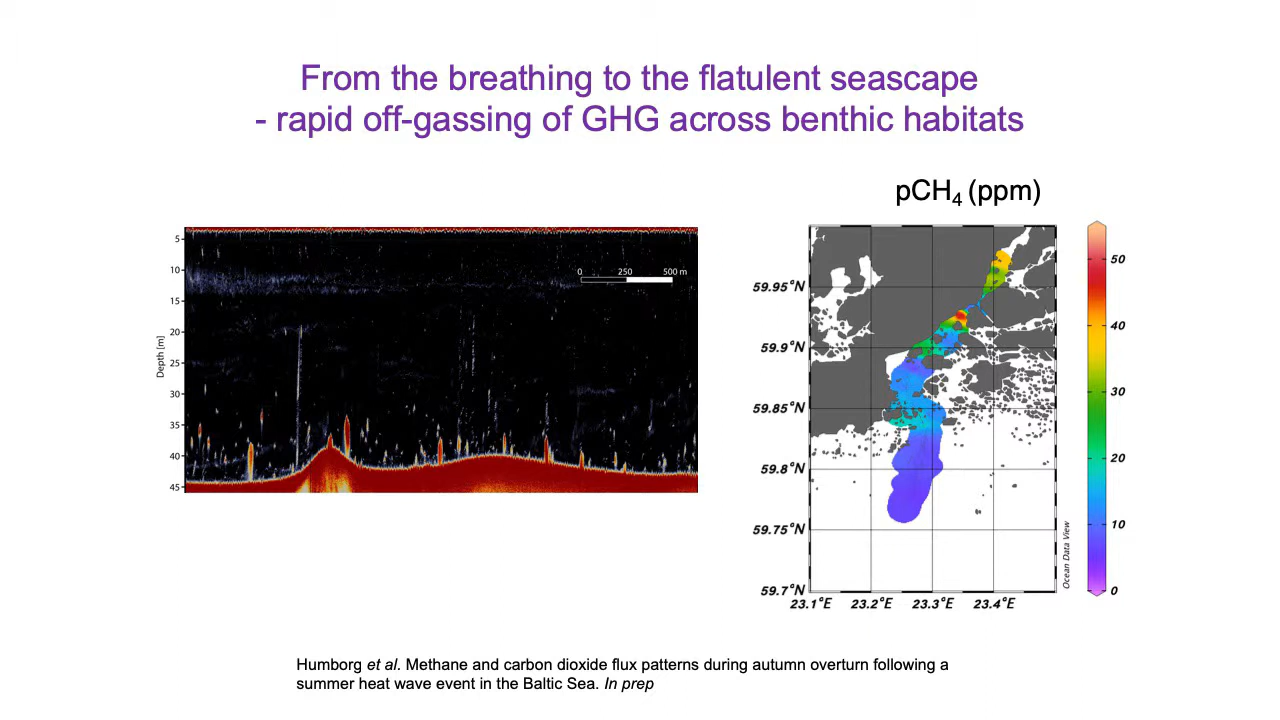 From the breathing to the flatulent seascape
- rapid off-gassing of GHG across benthic habitats
pCH₄ (ppm)
Depth [m]
5
10
15
20
25
30
35
40
45
0 250 500 m
59.95°N
59.9°N
59.85°N
59.8°N
59.75°N
59.7°N
23.1°E 23.2°E 23.3°E 23.4°E
Ocean Data View
50
40
30
20
10
0
Humborg et al. Methane and carbon dioxide flux patterns during autumn overturn following a
summer heat wave event in the Baltic Sea. In prep